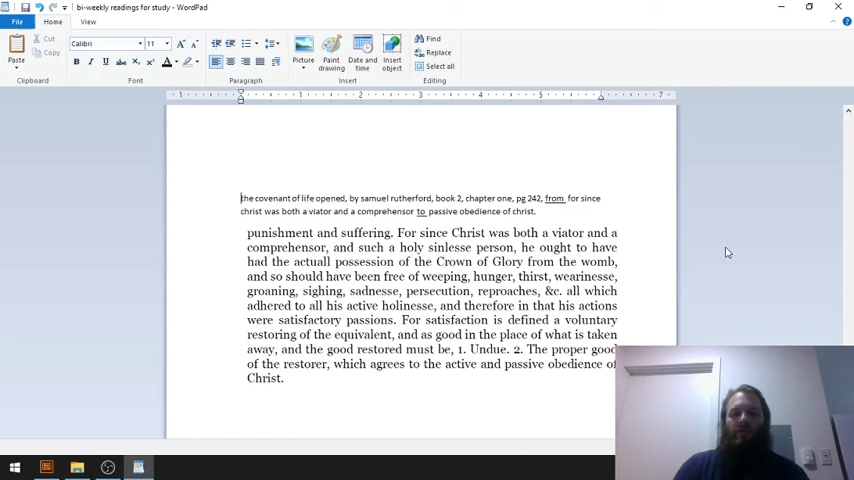 bi-weekly readings for study - WordPad
File
Home
View
Paste
Cut
Copy
Clipboard
Calibri
11
Font
Paragraph
Picture
Paint drawing
Date and time
Insert object
Insert
Find
Replace
Select all
Editing
1 1 2 3 4 5 7
the covenant of life opened, by samuel rutherford, book 2, chapter one, pg 242, from for since
christ was both a viator and a comprehensor to passive obedience of christ.
punishment and suffering. For since Christ was both a viator and a
comprehensor, and such a holy sinlesse person, he ought to have
had the actuall possession of the Crown of Glory from the womb,
and so should have been free of weeping, hunger, thirst, wearinesse,
groaning, sighing, sadnesse, persecution, reproaches, &c. all which
adhered to all his active holinesse, and therefore in that his actions
were satisfactory passions. For satisfaction is defined a voluntary
restoring of the equivalent, and as good in the place of what is taken
away, and the good restored must be, 1. Undue. 2. The proper good
of the restorer, which agrees to the active and passive obedience of
Christ.